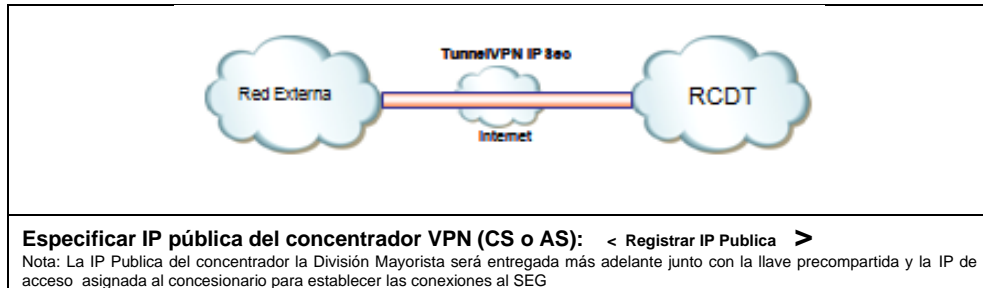 TunnelVPN IP Sec
Red Externa
RCDT
Internet
Especificar IP pública del concentrador VPN (CS o AS): < Registrar IP Publica >
Nota: La IP Publica del concentrador la División Mayorista será entregada más adelante junto con la llave precompartida y la IP de
acceso asignada al concesionario para establecer las conexiones al SEG